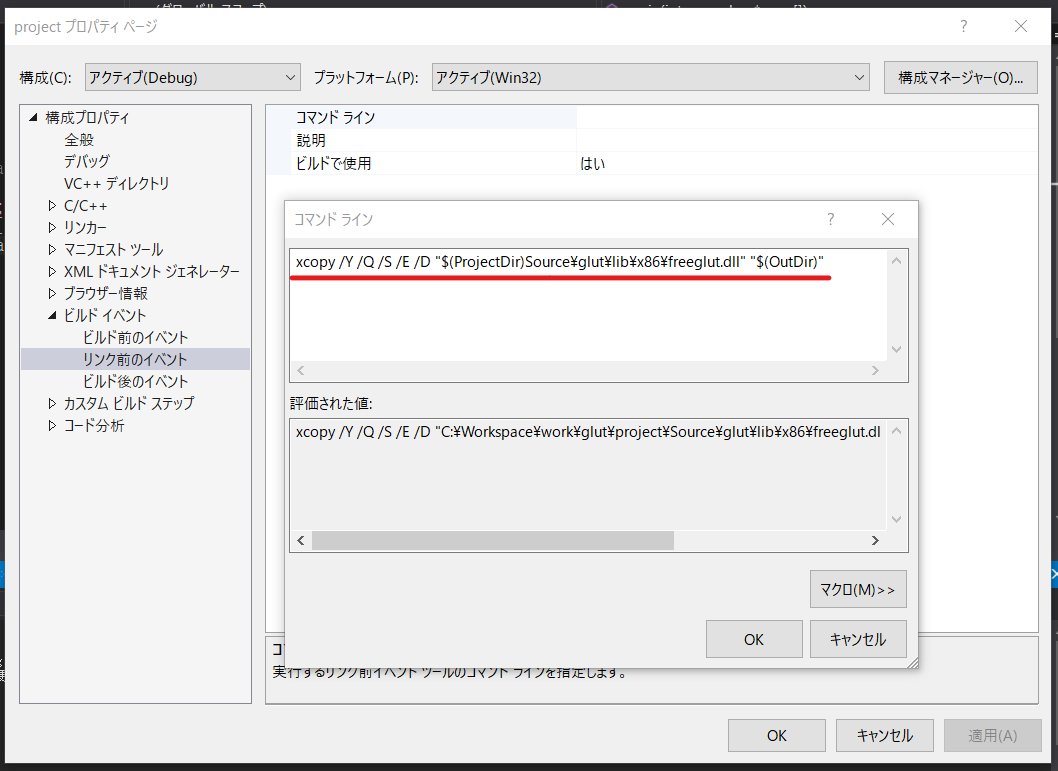 project プロパティ ページ
?
構成(C):
アクティブ(Debug)
プラットフォーム(P):
アクティブ(Win32)
構成マネージャー(O)...
構成プロパティ
全般
デバッグ
VC++ ディレクトリ
C/C++
リンカー
マニフェスト ツール
XML ドキュメント ジェネレーター
ブラウザー情報
ビルド イベント
ビルド前のイベント
リンク前のイベント
ビルド後のイベント
カスタム ビルド ステップ
コード分析
コマンド ライン
説明
ビルドで使用 はい
コマンド ライン
?
xcopy /Y /Q /S /E /D "$(ProjectDir)Source¥glut¥lib¥x86¥freeglut.dll" "$(OutDir)"
評価された値:
xcopy /Y /Q /S /E /D "C:¥Workspace¥work¥glut¥project¥Source¥glut¥lib¥x86¥freeglut.dl
マクロ(M)>>
OK
キャンセル
実行するリンク前イベント ツールのコマンド ラインを指定します。
OK
キャンセル
適用(A)